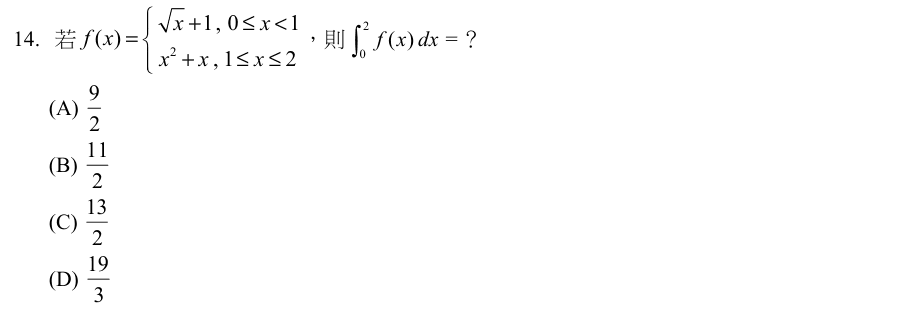 14. 若 f(x) = { √x + 1, 0 ≤ x < 1 ; x² + x, 1 ≤ x ≤ 2 ，則 ∫₀² f(x) dx = ？
(A) 9/2
(B) 11/2
(C) 13/2
(D) 19/3